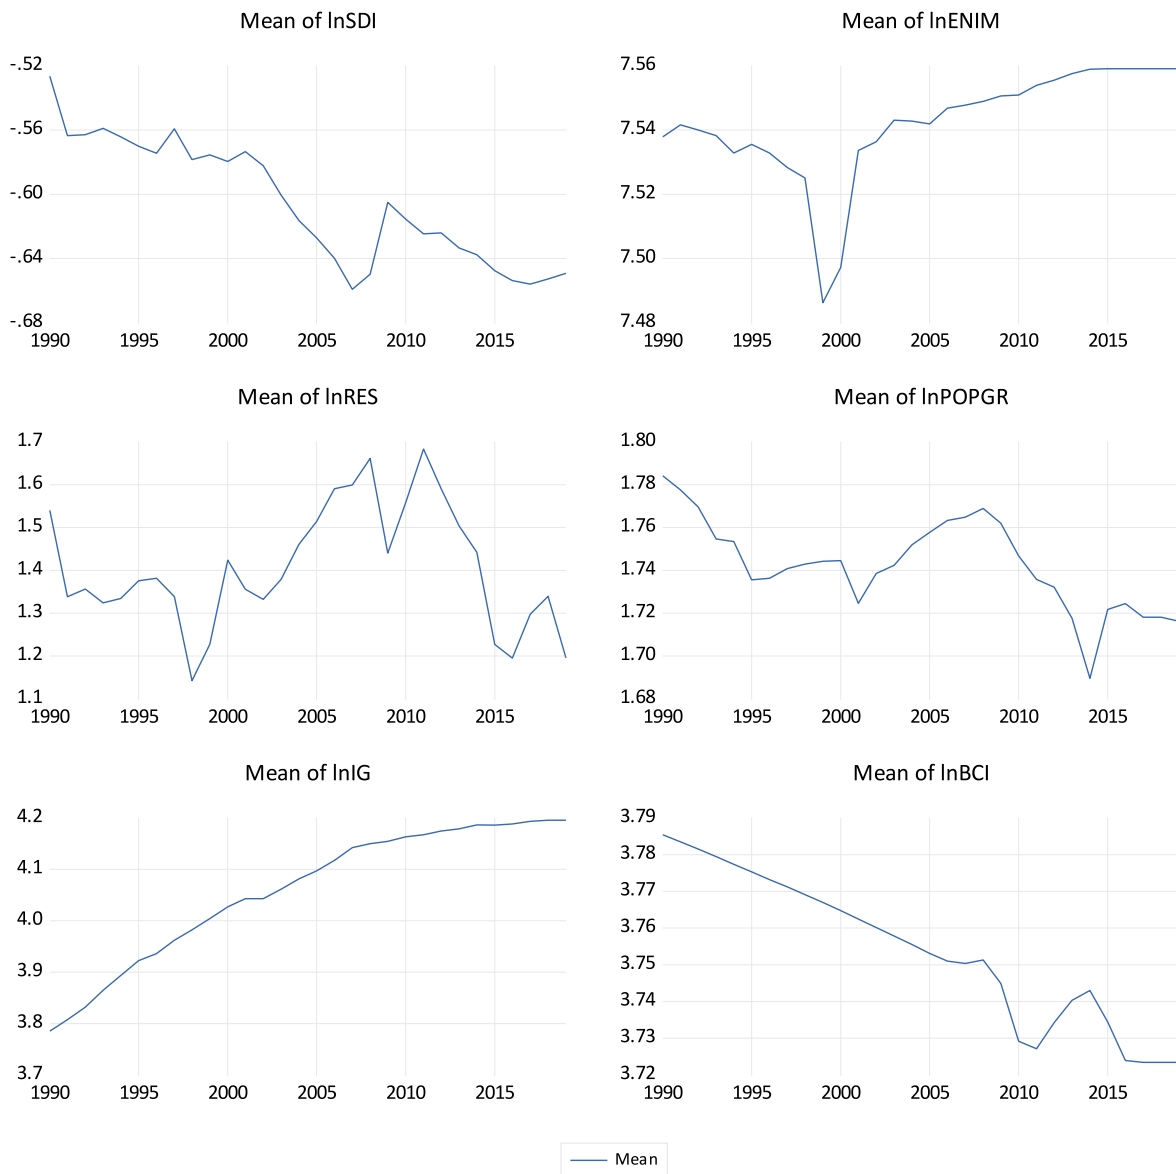 Mean of lnSDI
-.52
-.56
-.60
-.64
-.68
1990 1995 2000 2005 2010 2015
Mean of lnENIM
7.56
7.54
7.52
7.50
7.48
1990 1995 2000 2005 2010 2015
Mean of lnRES
1.7
1.6
1.5
1.4
1.3
1.2
1.1
1990 1995 2000 2005 2010 2015
Mean of lnPOPGR
1.80
1.78
1.76
1.74
1.72
1.70
1.68
1990 1995 2000 2005 2010 2015
Mean of lnIG
4.2
4.1
4.0
3.9
3.8
3.7
1990 1995 2000 2005 2010 2015
Mean of lnBCI
3.79
3.78
3.77
3.76
3.75
3.74
3.73
3.72
1990 1995 2000 2005 2010 2015
Mean